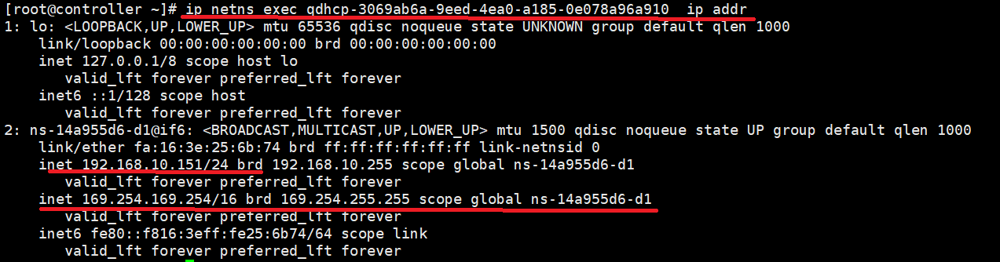 [root@controller ~]# ip netns exec qdhcp-3069ab6a-9eed-4ea0-a185-0e078a96a910  ip addr
1: lo: <LOOPBACK,UP,LOWER_UP> mtu 65536 qdisc noqueue state UNKNOWN group default qlen 1000
    link/loopback 00:00:00:00:00:00 brd 00:00:00:00:00:00
    inet 127.0.0.1/8 scope host lo
       valid_lft forever preferred_lft forever
    inet6 ::1/128 scope host
       valid_lft forever preferred_lft forever
2: ns-14a955d6-d1@if6: <BROADCAST,MULTICAST,UP,LOWER_UP> mtu 1500 qdisc noqueue state UP group default qlen 1000
    link/ether fa:16:3e:25:6b:74 brd ff:ff:ff:ff:ff:ff link-netnsid 0
    inet 192.168.10.151/24 brd 192.168.10.255 scope global ns-14a955d6-d1
       valid_lft forever preferred_lft forever
    inet 169.254.169.254/16 brd 169.254.255.255 scope global ns-14a955d6-d1
       valid_lft forever preferred_lft forever
    inet6 fe80::f816:3eff:fe25:6b74/64 scope link
       valid_lft forever preferred_lft forever